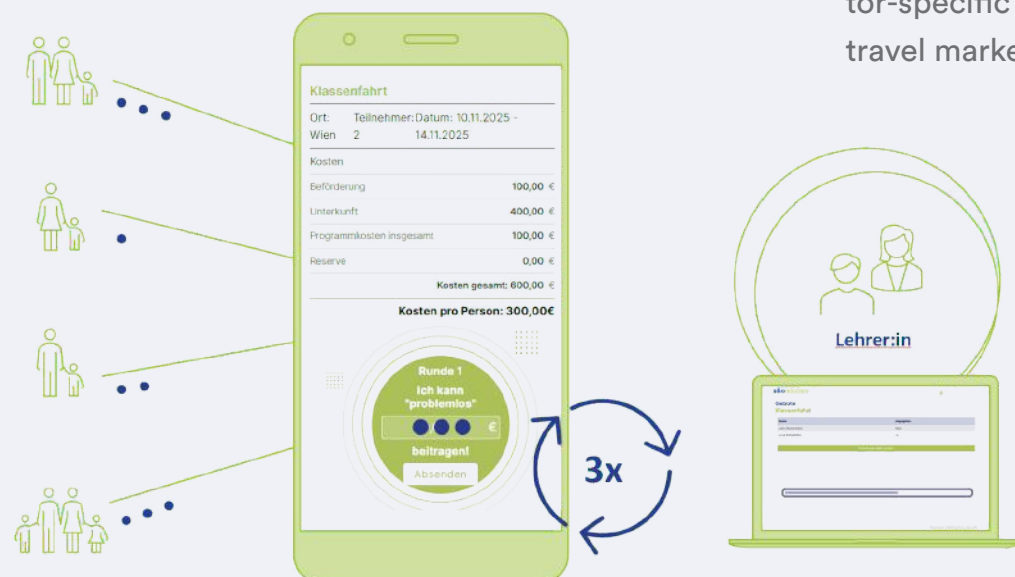 tor-specific
travel marke
Klassenfahrt
Ort: Teilnehmer: Datum: 10.11.2025 -
Wien 2 14.11.2025
Kosten
Beförderung 100,00 €
Unterkunft 400,00 €
Programmkosten insgesamt 100,00 €
Reserve 0,00 €
Kosten gesamt: 600,00 €
Kosten pro Person: 300,00€
Runde 1
Ich kann
"problemlos"
€
beitragen!
Absenden
3x
Lehrer:in
Klassenfahrt